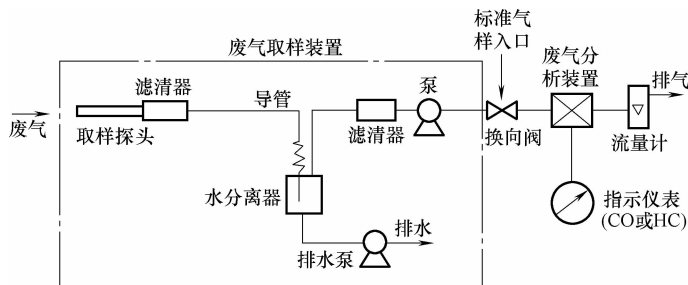 标准气
样入口
废气取样装置
废气分
析装置
排气
滤清器
导管
泵
废气
取样探头
滤清器
换向阀
流量计
水分离器
指示仪表
(CO或HC)
排水
排水泵